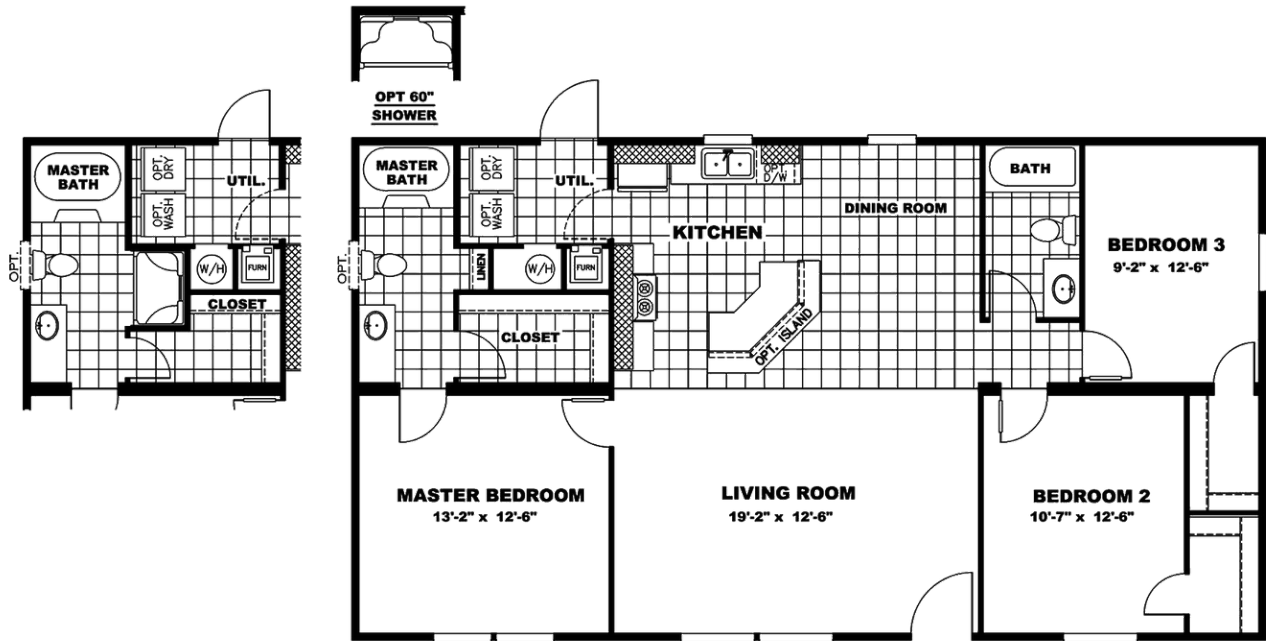 OPT 60"
SHOWER
MASTER
BATH
OPT.
DRY
OPT.
WASH
UTIL.
OPT.
W/H
FURN
CLOSET
MASTER
BATH
OPT.
DRY
OPT.
WASH
UTIL.
OPT.
LINEN
W/H
FURN
CLOSET
KITCHEN
OPT.
D/W
DINING ROOM
OPT. ISLAND
BATH
BEDROOM 3
9'-2" x 12'-6"
MASTER BEDROOM
13'-2" x 12'-6"
LIVING ROOM
19'-2" x 12'-6"
BEDROOM 2
10'-7" x 12'-6"